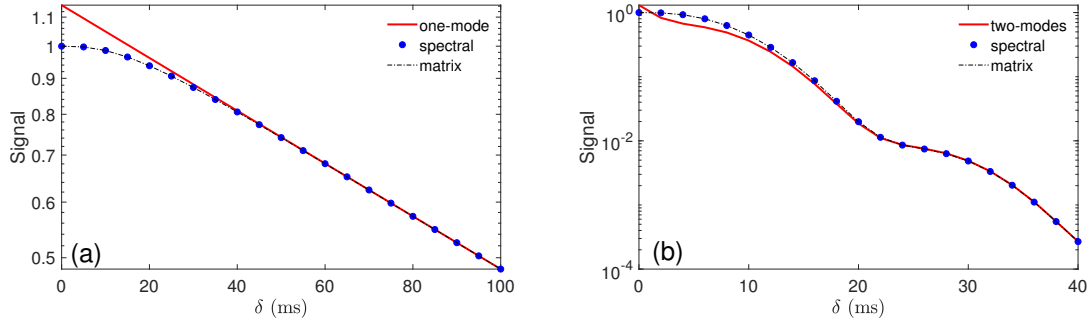 1.1
1
0.9
0.8
0.7
0.6
0.5
Signal
0 20 40 60 80 100
δ (ms)
(a)
one-mode
spectral
matrix
10^0
10^-2
10^-4
Signal
0 10 20 30 40
δ (ms)
(b)
two-modes
spectral
matrix